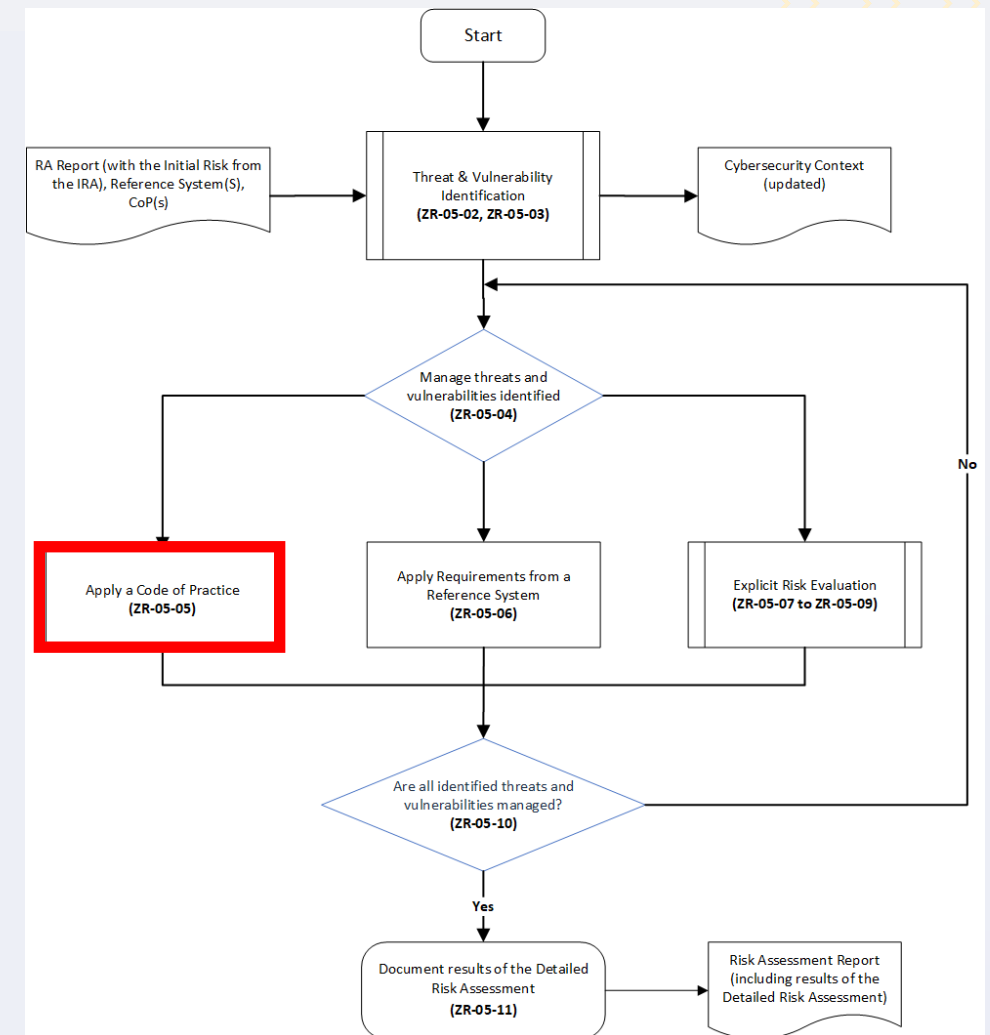 Start
RA Report (with the Initial Risk from
the IRA), Reference System(S),
CoP(s)
Threat & Vulnerability
Identification
(ZR-05-02, ZR-05-03)
Cybersecurity Context
(updated)
Manage threats and
vulnerabilities identified
(ZR-05-04)
No
Apply a Code of Practice
(ZR-05-05)
Apply Requirements from a
Reference System
(ZR-05-06)
Explicit Risk Evaluation
(ZR-05-07 to ZR-05-09)
Are all identified threats and
vulnerabilities managed?
(ZR-05-10)
Yes
Document results of the Detailed
Risk Assessment
(ZR-05-11)
Risk Assessment Report
(including results of the
Detailed Risk Assessment)